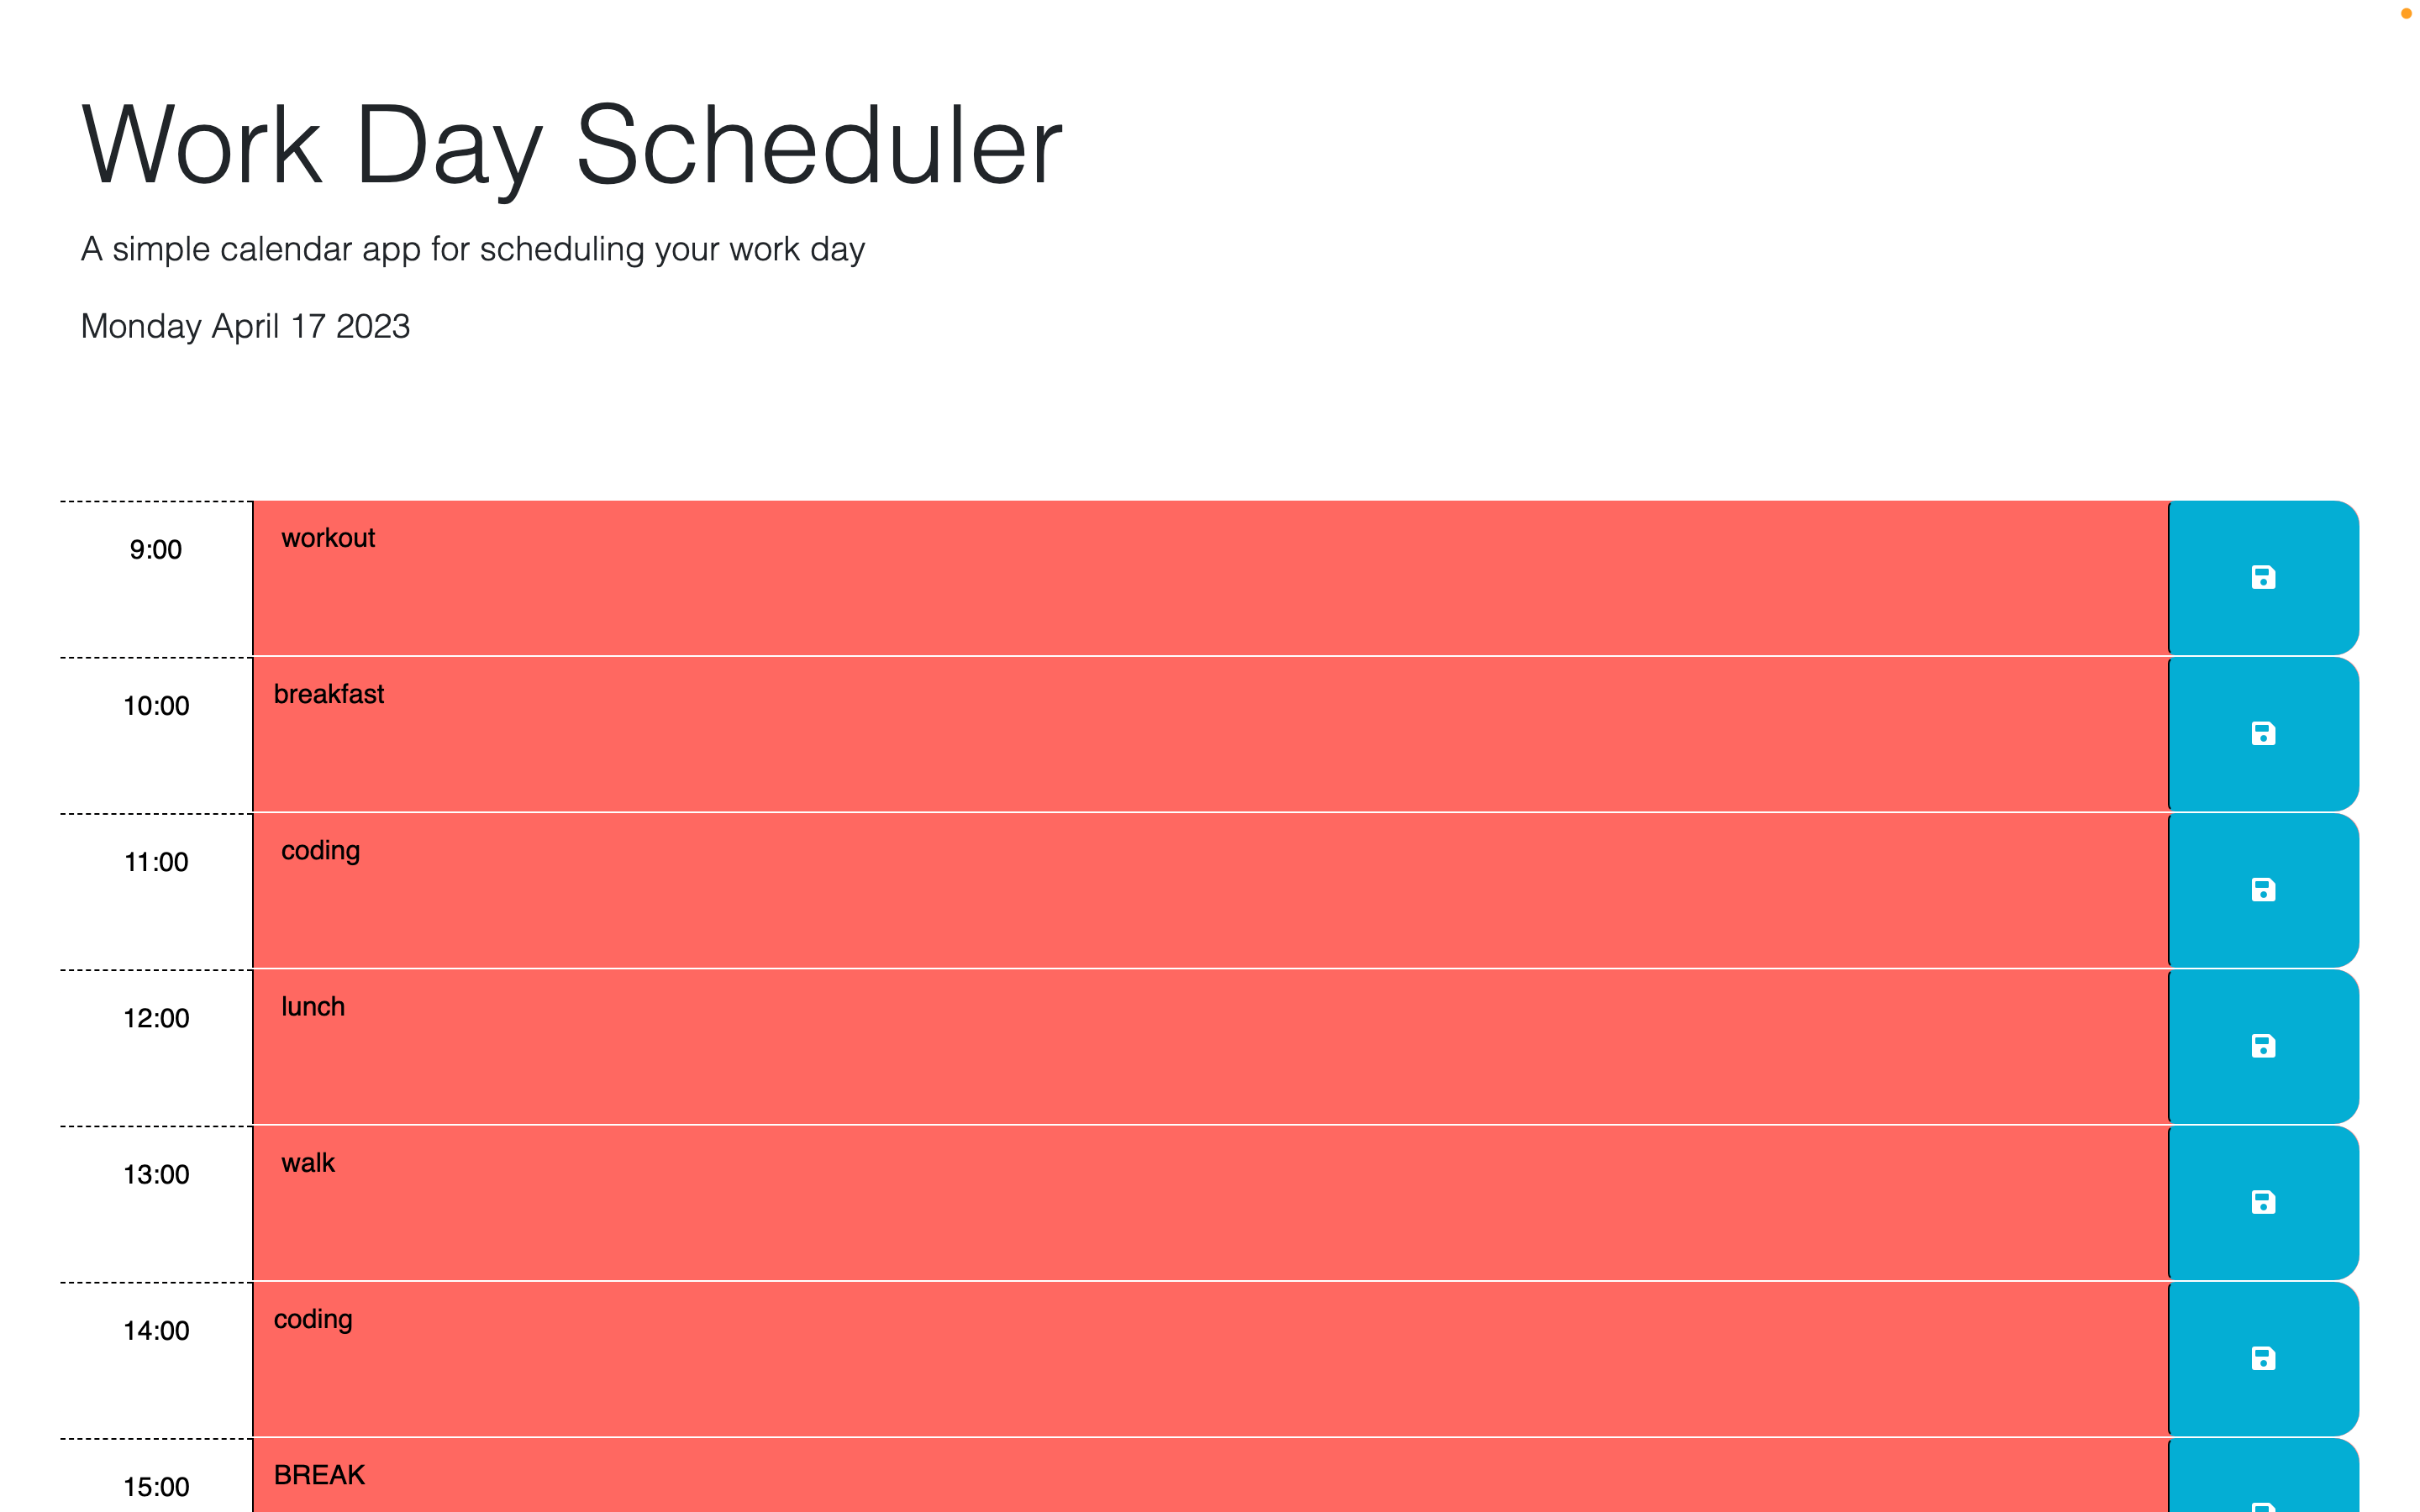 Work Day Scheduler
A simple calendar app for scheduling your work day
Monday April 17 2023
9:00 workout
10:00 breakfast
11:00 coding
12:00 lunch
13:00 walk
14:00 coding
15:00 BREAK